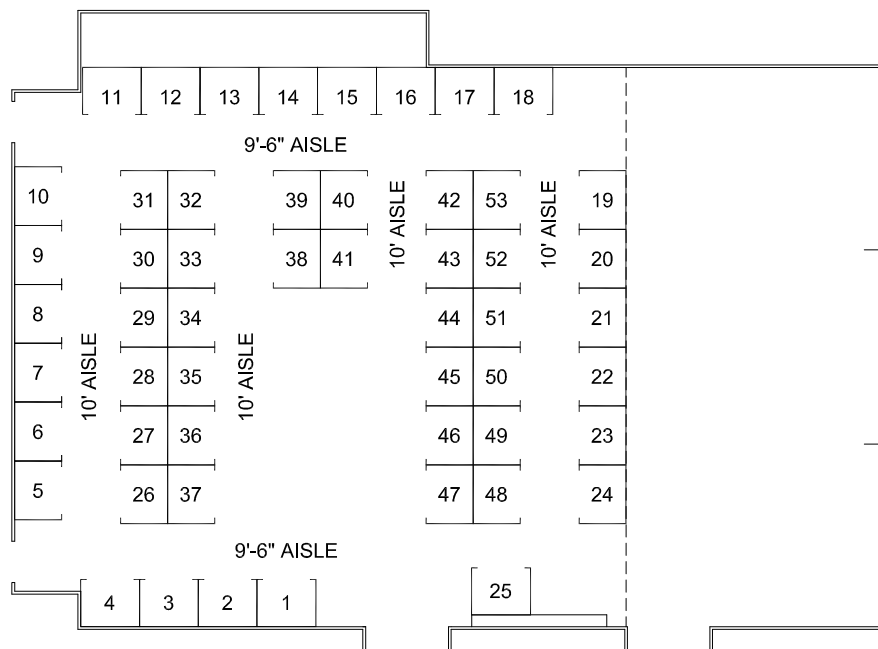 11 12 13 14 15 16 17 18
9'-6" AISLE
10 31 32 39 40 10' AISLE 42 53 10' AISLE 19
9 30 33 38 41 43 52 20
8 29 34 44 51 21
10' AISLE 10' AISLE
7 28 35 45 50 22
6 27 36 46 49 23
5 26 37 47 48 24
9'-6" AISLE
4 3 2 1 25